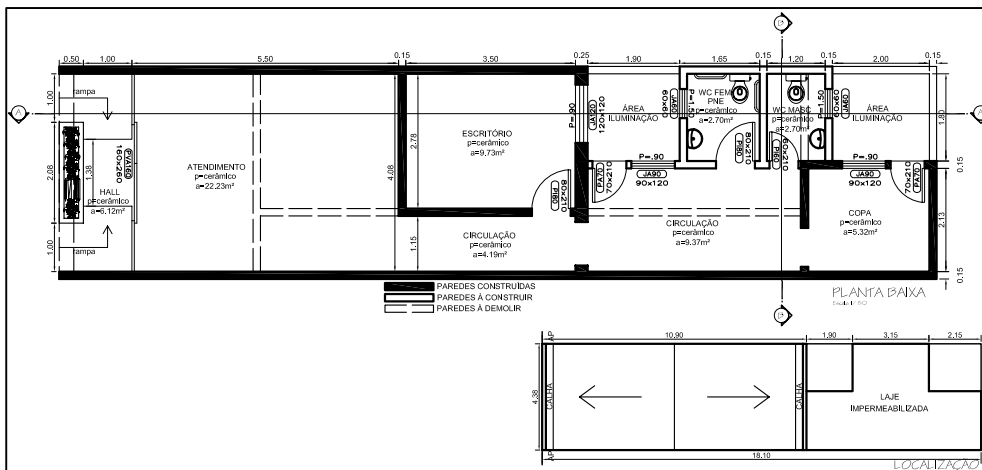 A
B
0.50
1.00
5.50
0.15
3.50
0.25
1.90
1.65
0.15
1.20
0.15
2.00
0.15
1.00
2.08
1.00
rampa
1.38
HALL
p=cerâmico
a=6.12m²
rampa
PVA160
160x260
ATENDIMENTO
p=cerâmico
a=22.23m²
4.08
2.78
1.15
ESCRITÓRIO
p=cerâmico
a=9.73m²
PI80
80x210
P=.90
JA120
120x120
ÁREA
ILUMINAÇÃO
JA60
60x60
P=1.50
WC FEM
PNE
p=cerâmico
a=2.70m²
PI80
80x210
WC MASC
p=cerâmico
a=2.70m²
PI80
60x210
P=1.50
JA60
60x60
ÁREA
ILUMINAÇÃO
1.80
0.15
2.13
0.15
PA70
70x210
P=.90
JA90
90x120
P=.90
JA90
90x120
PA70
70x210
CIRCULAÇÃO
p=cerâmico
a=4.19m²
CIRCULAÇÃO
p=cerâmico
a=9.37m²
COPA
p=cerâmico
a=5.32m²
PAREDES CONSTRUÍDAS
PAREDES À CONSTRUIR
PAREDES À DEMOLIR
PLANTA BAIXA
B
AP
10.90
1.90
3.15
2.15
4.38
CALHA
CALHA
LAJE
IMPERMEABILIZADA
AP
18.10
LOCALIZAÇÃO